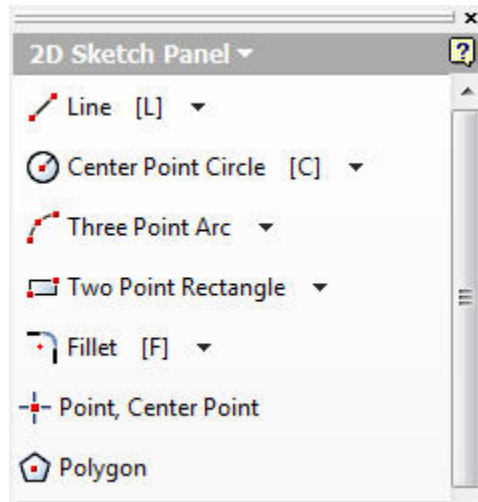 2D Sketch Panel
Line [L]
Center Point Circle [C]
Three Point Arc
Two Point Rectangle
Fillet [F]
Point, Center Point
Polygon